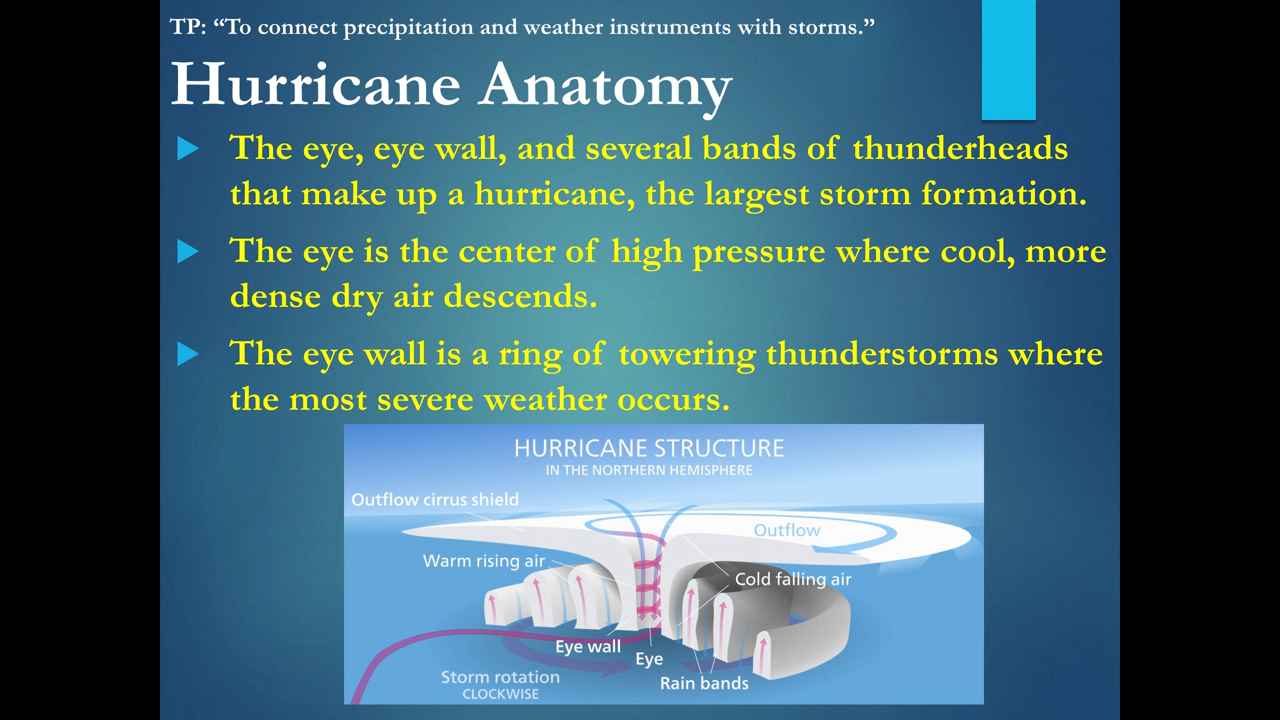 TP: “To connect precipitation and weather instruments with storms.”
Hurricane Anatomy
The eye, eye wall, and several bands of thunderheads
that make up a hurricane, the largest storm formation.
The eye is the center of high pressure where cool, more
dense dry air descends.
The eye wall is a ring of towering thunderstorms where
the most severe weather occurs.
HURRICANE STRUCTURE
IN THE NORTHERN HEMISPHERE
Outflow cirrus shield
Outflow
Warm rising air
Cold falling air
Eye wall
Eye
Storm rotation
CLOCKWISE
Rain bands